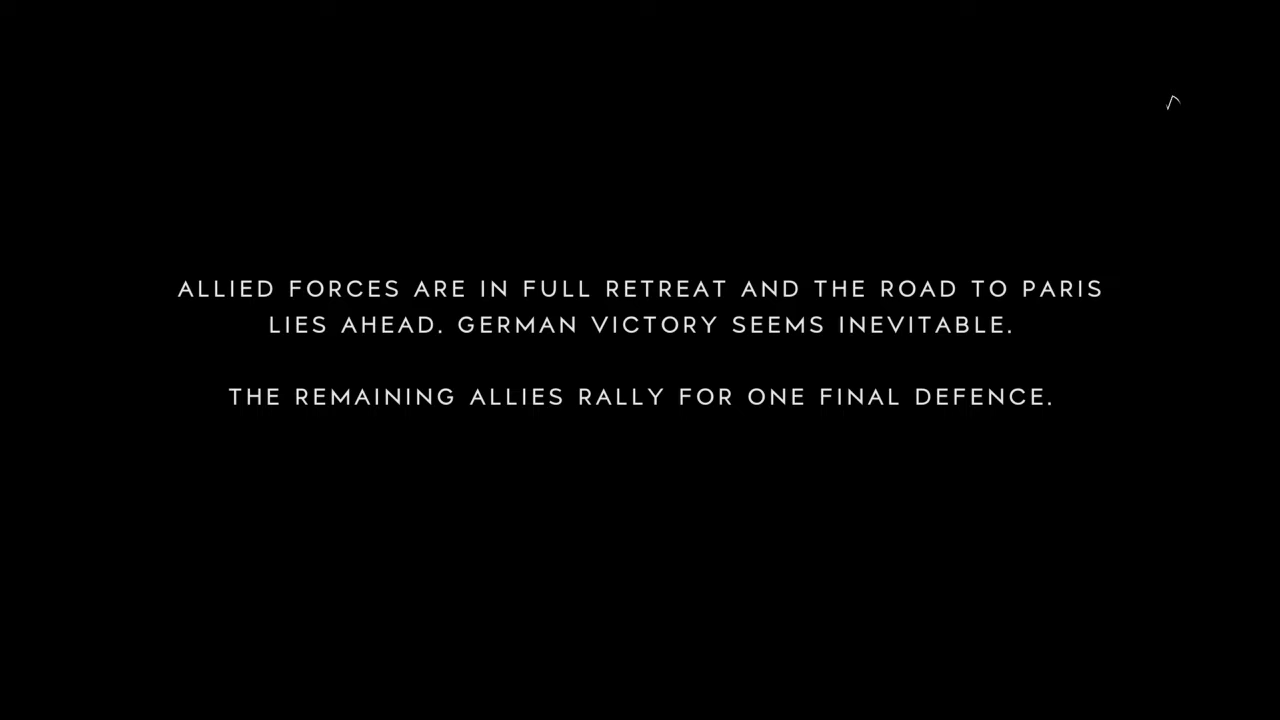 ALLIED FORCES ARE IN FULL RETREAT AND THE ROAD TO PARIS
LIES AHEAD. GERMAN VICTORY SEEMS INEVITABLE.
THE REMAINING ALLIES RALLY FOR ONE FINAL DEFENCE.